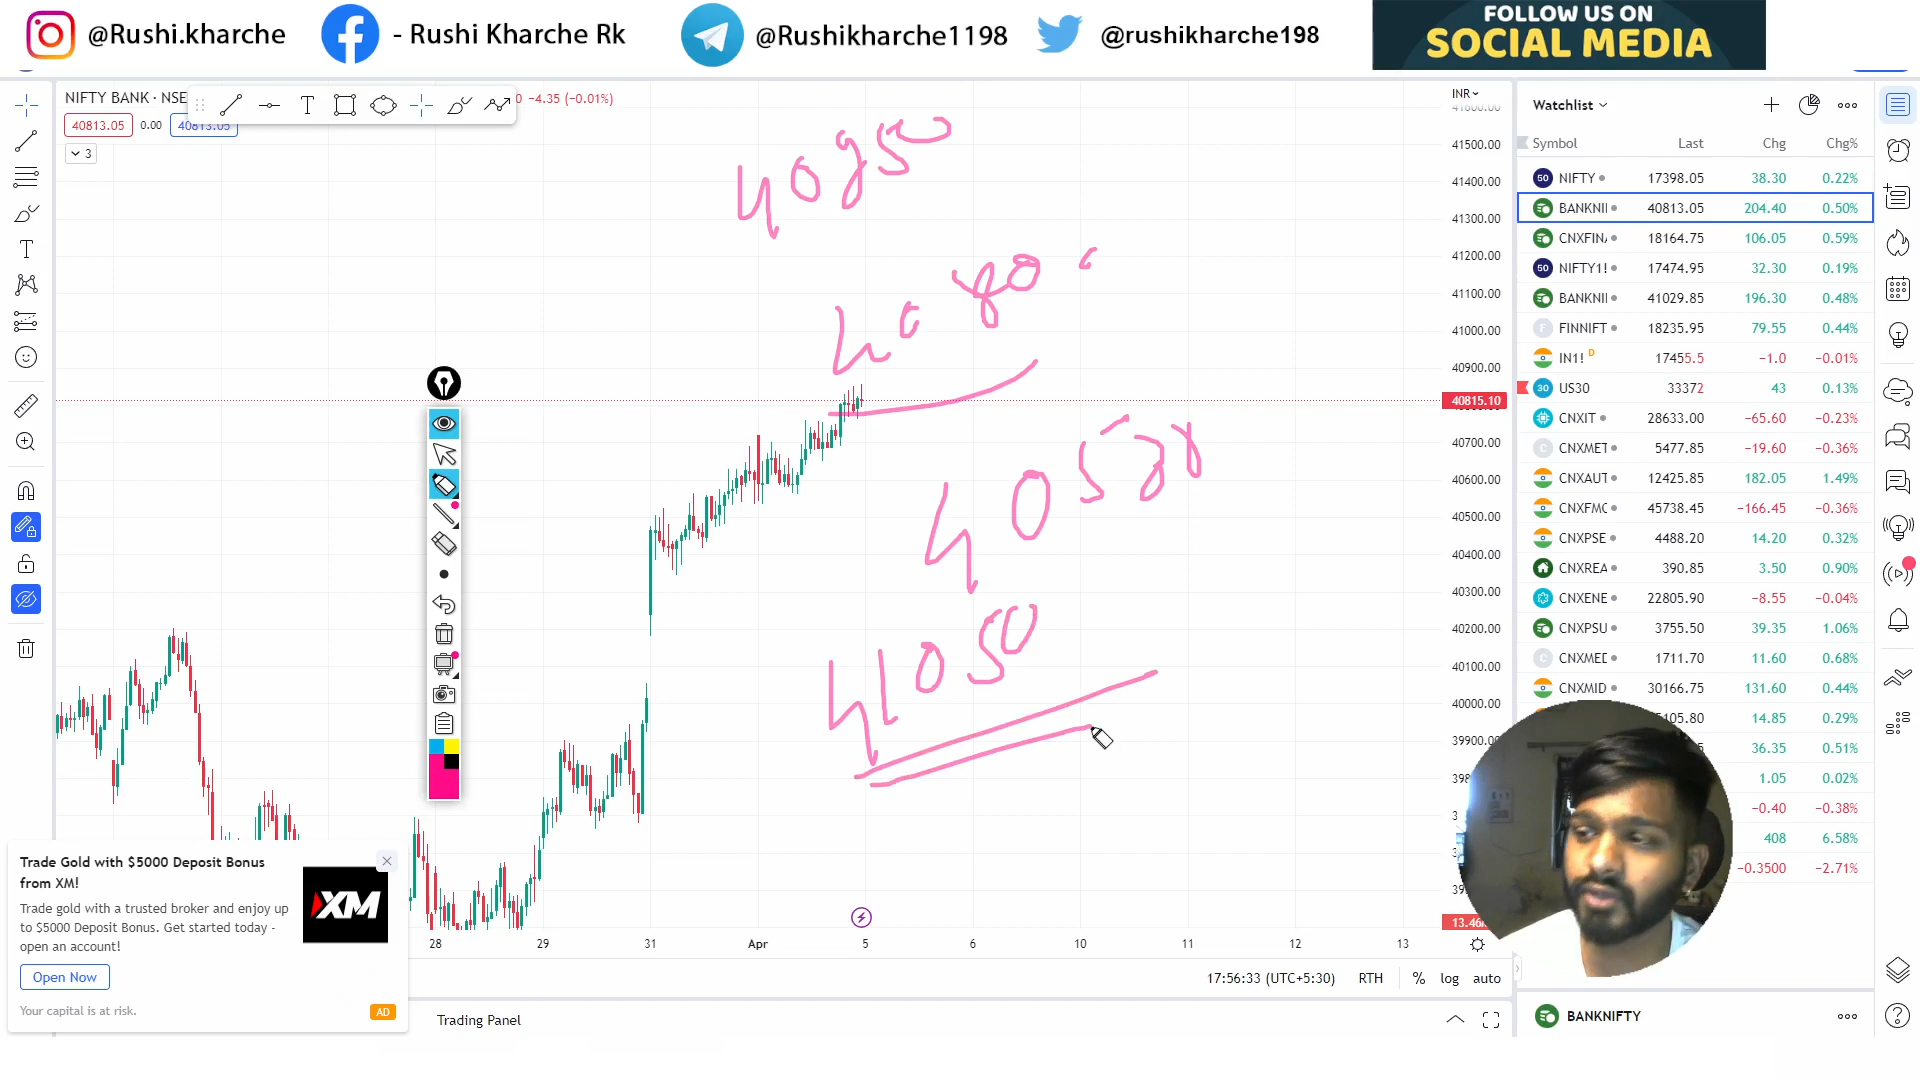 @Rushi.kharche
- Rushi Kharche Rk
@Rushikharche1198
@rushikharche198
FOLLOW US ON
SOCIAL MEDIA
NIFTY BANK · NSE
−4.35 (−0.01%)
40813.05 0.00 40813.05
3
INR
41600.00
41500.00
41400.00
41300.00
41200.00
41100.00
41000.00
40900.00
40815.10
40700.00
40600.00
40500.00
40400.00
40300.00
40200.00
40100.00
40000.00
39900.00
41050
Watchlist
Symbol Last Chg Chg%
NIFTY 17398.05 38.30 0.22%
BANKNI 40813.05 204.40 0.50%
CNXFIN 18164.75 106.05 0.59%
NIFTY1! 17474.95 32.30 0.19%
BANKNI 41029.85 196.30 0.48%
FINNIFT 18235.95 79.55 0.44%
IN1! D 17455.5 −1.0 −0.01%
US30 33372 43 0.13%
CNXIT 28633.00 −65.60 −0.23%
CNXMET 5477.85 −19.60 −0.36%
CNXAUT 12425.85 182.05 1.49%
CNXFMC 45738.45 −166.45 −0.36%
CNXPSE 4488.20 14.20 0.32%
CNXREA 390.85 3.50 0.90%
CNXENE 22805.90 −8.55 −0.04%
CNXPSU 3755.50 39.35 1.06%
CNXMED 1711.70 11.60 0.68%
CNXMID 30166.75 131.60 0.44%
105.80 14.85 0.29%
36.35 0.51%
1.05 0.02%
−0.40 −0.38%
408 6.58%
−0.3500 −2.71%
28 29 31 Apr 5 6 10 11 12 13
17:56:33 (UTC+5:30) RTH % log auto
Trading Panel
BANKNIFTY
Trade Gold with $5000 Deposit Bonus
from XM!
Trade gold with a trusted broker and enjoy up
to $5000 Deposit Bonus. Get started today -
open an account!
Open Now
Your capital is at risk.
AD
XM